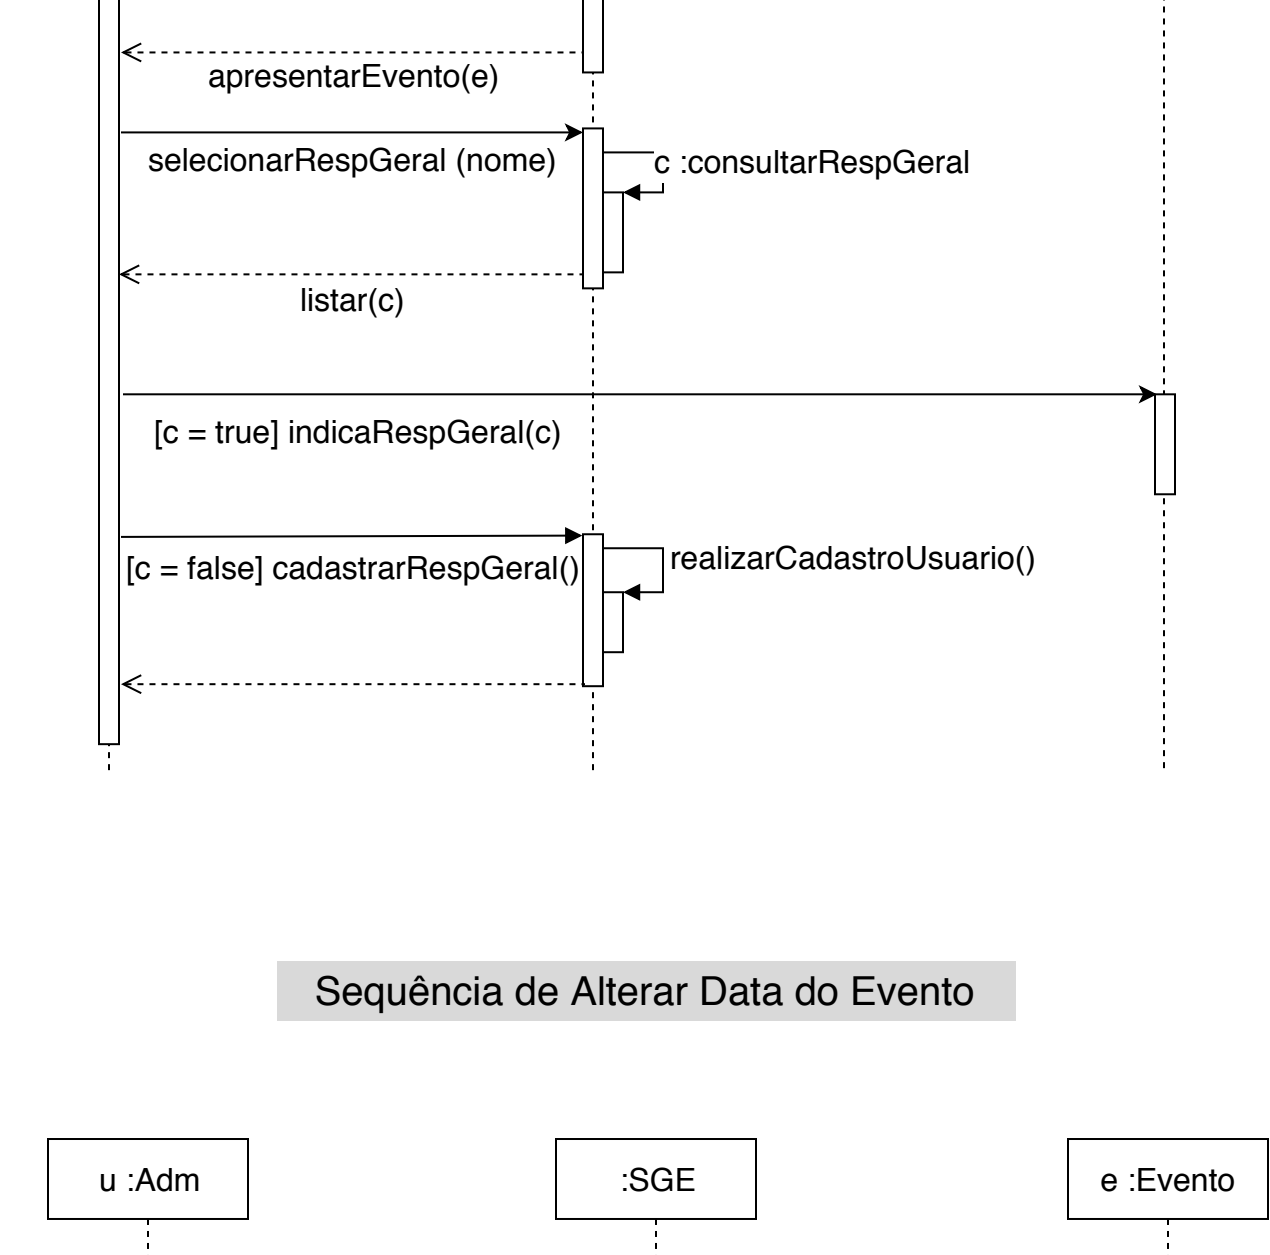 apresentarEvento(e)
selecionarRespGeral (nome)
c :consultarRespGeral
listar(c)
[c = true] indicaRespGeral(c)
[c = false] cadastrarRespGeral()
realizarCadastroUsuario()
Sequência de Alterar Data do Evento
u :Adm
:SGE
e :Evento